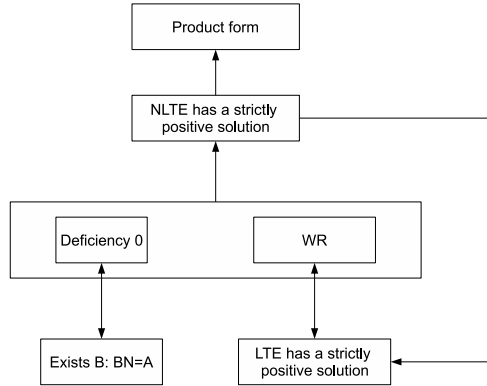 Product form
NLTE has a strictly
positive solution
Deficiency 0
WR
Exists B: BN=A
LTE has a strictly
positive solution